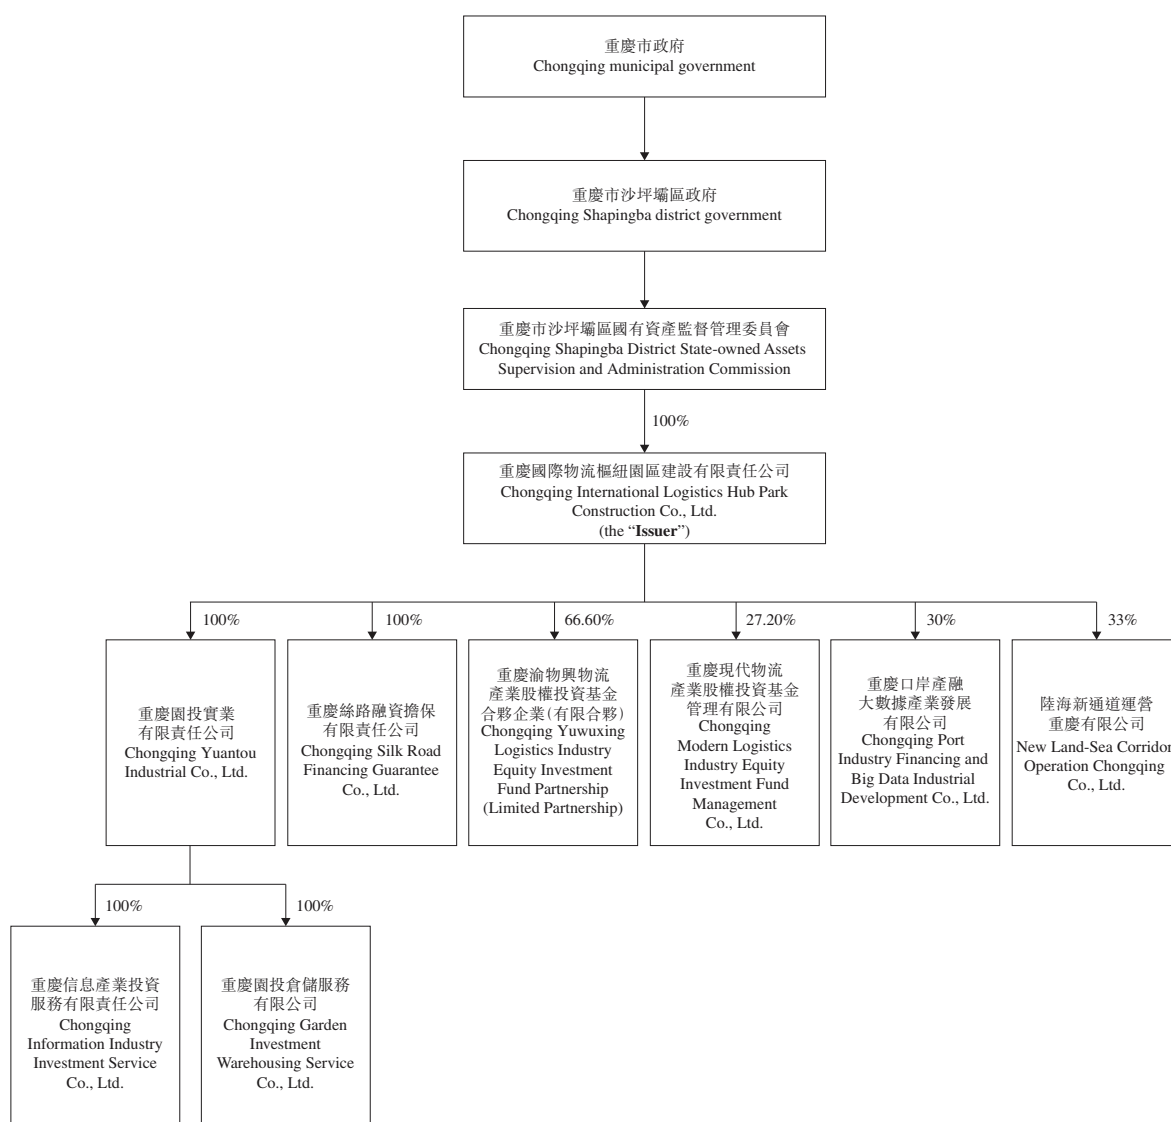 重慶市政府
Chongqing municipal government
重慶市沙坪壩區政府
Chongqing Shapingba district government
重慶市沙坪壩區國有資產監督管理委員會
Chongqing Shapingba District State-owned Assets
Supervision and Administration Commission
100%
重慶國際物流樞紐園區建設有限責任公司
Chongqing International Logistics Hub Park
Construction Co., Ltd.
(the “Issuer”)
100%
重慶園投實業
有限責任公司
Chongqing Yuantou
Industrial Co., Ltd.
100%
重慶絲路融資擔保
有限責任公司
Chongqing Silk Road
Financing Guarantee
Co., Ltd.
66.60%
重慶渝物興物流
產業股權投資基金
合夥企業(有限合夥)
Chongqing Yuwuxing
Logistics Industry
Equity Investment
Fund Partnership
(Limited Partnership)
27.20%
重慶現代物流
產業股權投資基金
管理有限公司
Chongqing
Modern Logistics
Industry Equity
Investment Fund
Management
Co., Ltd.
30%
重慶口岸產融
大數據產業發展
有限公司
Chongqing Port
Industry Financing and
Big Data Industrial
Development Co., Ltd.
33%
陸海新通道運營
重慶有限公司
New Land-Sea Corridor
Operation Chongqing
Co., Ltd.
100%
重慶信息產業投資
服務有限責任公司
Chongqing
Information Industry
Investment Service
Co., Ltd.
100%
重慶園投倉儲服務
有限公司
Chongqing Garden
Investment
Warehousing Service
Co., Ltd.